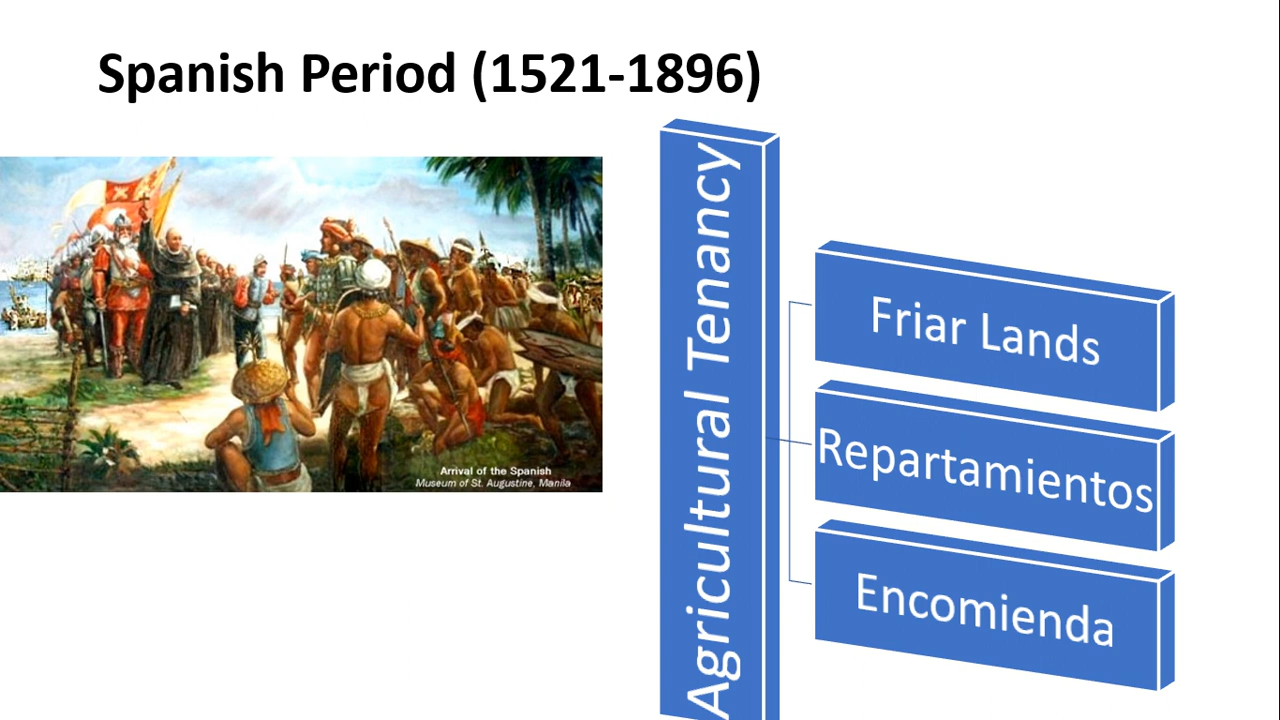 Spanish Period (1521-1896)
Arrival of the Spanish
Museum of St. Augustine, Manila
Agricultural Tenancy
Friar Lands
Repartamientos
Encomienda